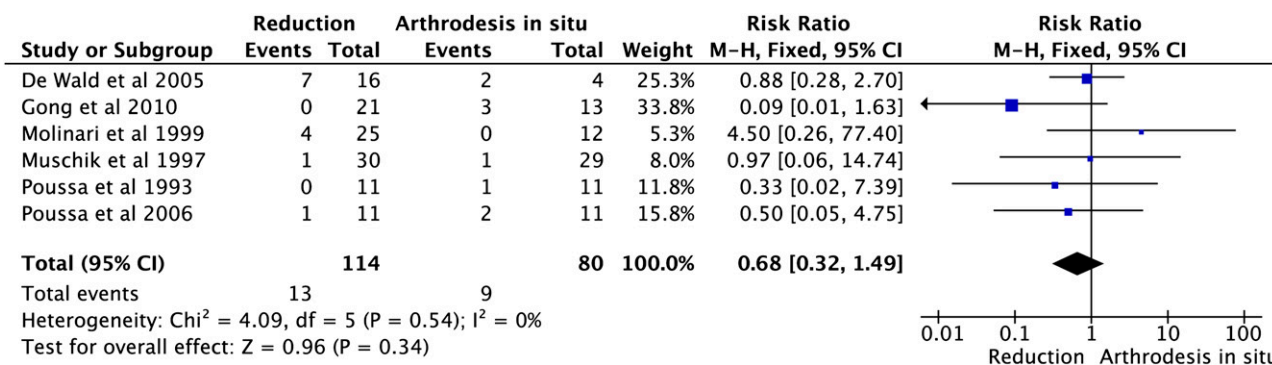 Reduction Arthrodesis in situ Risk Ratio Risk Ratio
Study or Subgroup Events Total Events Total Weight M-H, Fixed, 95% CI M-H, Fixed, 95% CI
De Wald et al 2005 7 16 2 4 25.3% 0.88 [0.28, 2.70]
Gong et al 2010 0 21 3 13 33.8% 0.09 [0.01, 1.63]
Molinari et al 1999 4 25 0 12 5.3% 4.50 [0.26, 77.40]
Muschik et al 1997 1 30 1 29 8.0% 0.97 [0.06, 14.74]
Poussa et al 1993 0 11 1 11 11.8% 0.33 [0.02, 7.39]
Poussa et al 2006 1 11 2 11 15.8% 0.50 [0.05, 4.75]
Total (95% CI) 114 80 100.0% 0.68 [0.32, 1.49]
Total events 13 9
Heterogeneity: Chi² = 4.09, df = 5 (P = 0.54); I² = 0%
Test for overall effect: Z = 0.96 (P = 0.34)
0.01 0.1 1 10 100
Reduction Arthrodesis in situ